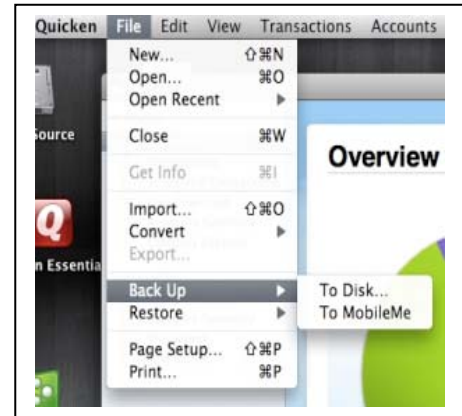 Quicken File Edit View Transactions Accounts
New... ⇧⌘N
Open... ⌘O
Open Recent ▶
Source
Close ⌘W
Overview
Get Info ⌘I
Import... ⇧⌘O
Convert ▶
Export...
n Essentia
Back Up ▶ To Disk...
Restore ▶ To MobileMe
Page Setup... ⇧⌘P
Print... ⌘P